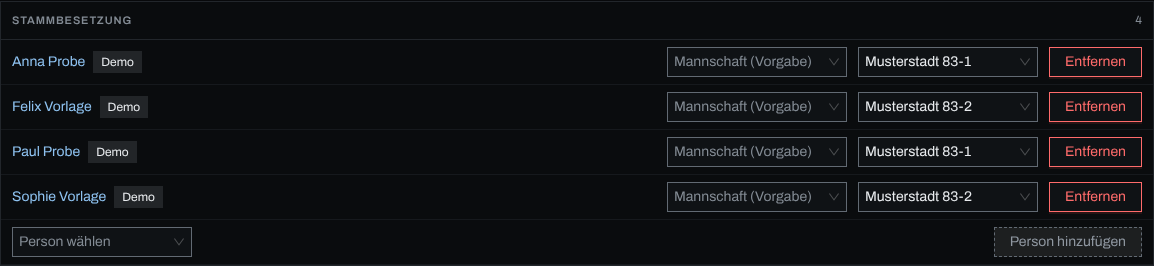 STAMMBESETZUNG 4
Anna Probe Demo Mannschaft (Vorgabe) Musterstadt 83-1 Entfernen
Felix Vorlage Demo Mannschaft (Vorgabe) Musterstadt 83-2 Entfernen
Paul Probe Demo Mannschaft (Vorgabe) Musterstadt 83-1 Entfernen
Sophie Vorlage Demo Mannschaft (Vorgabe) Musterstadt 83-2 Entfernen
Person wählen Person hinzufügen